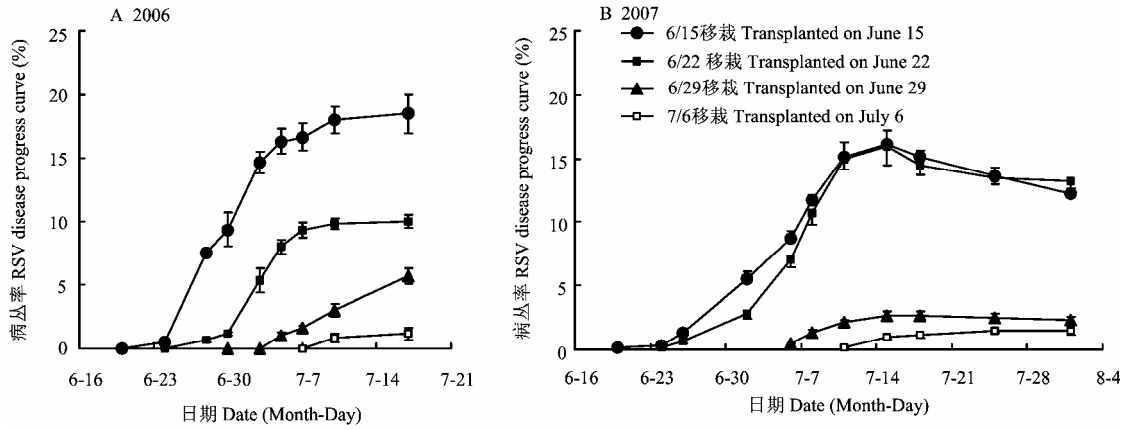 A 2006
病丛率 RSV disease progress curve (%)
25
20
15
10
5
0
6-16 6-23 6-30 7-7 7-14 7-21
日期 Date (Month-Day)
B 2007
6/15移栽 Transplanted on June 15
6/22 移栽 Transplanted on June 22
6/29移栽 Transplanted on June 29
7/6移栽 Transplanted on July 6
病丛率 RSV disease progress curve (%)
25
20
15
10
5
0
6-16 6-23 6-30 7-7 7-14 7-21 7-28 8-4
日期 Date (Month-Day)